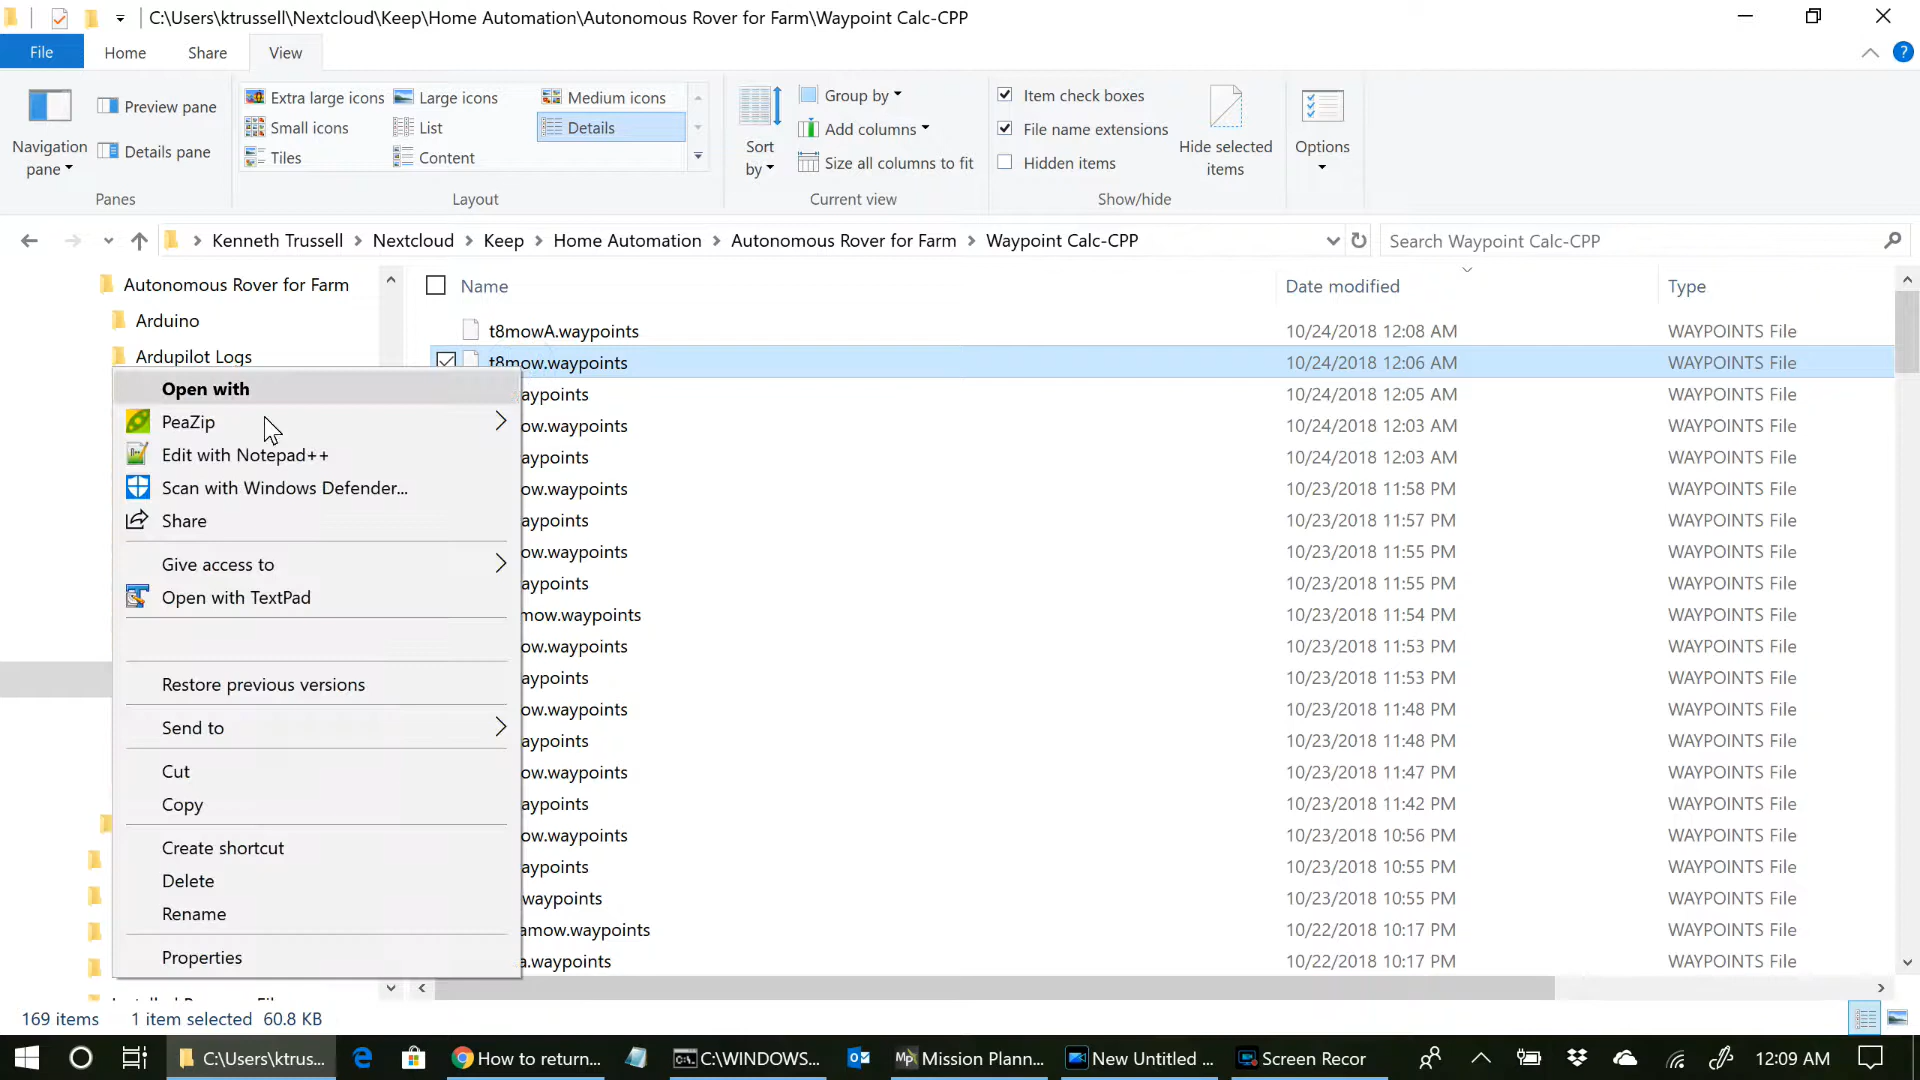 C:\Users\ktrussell\Nextcloud\Keep\Home Automation\Autonomous Rover for Farm\Waypoint Calc-CPP
File Home Share View
Navigation pane
Preview pane
Details pane
Panes
Extra large icons Large icons Medium icons
Small icons List Details
Tiles Content
Layout
Sort by
Group by
Add columns
Size all columns to fit
Current view
Item check boxes
File name extensions
Hidden items
Hide selected items
Show/hide
Options
Kenneth Trussell Nextcloud Keep Home Automation Autonomous Rover for Farm Waypoint Calc-CPP
Search Waypoint Calc-CPP
Autonomous Rover for Farm
Arduino
Ardupilot Logs
Name Date modified Type
t8mowA.waypoints 10/24/2018 12:08 AM WAYPOINTS File
t8mow.waypoints 10/24/2018 12:06 AM WAYPOINTS File
aypoints 10/24/2018 12:05 AM WAYPOINTS File
ow.waypoints 10/24/2018 12:03 AM WAYPOINTS File
aypoints 10/24/2018 12:03 AM WAYPOINTS File
ow.waypoints 10/23/2018 11:58 PM WAYPOINTS File
aypoints 10/23/2018 11:57 PM WAYPOINTS File
ow.waypoints 10/23/2018 11:55 PM WAYPOINTS File
aypoints 10/23/2018 11:55 PM WAYPOINTS File
mow.waypoints 10/23/2018 11:54 PM WAYPOINTS File
ow.waypoints 10/23/2018 11:53 PM WAYPOINTS File
aypoints 10/23/2018 11:53 PM WAYPOINTS File
ow.waypoints 10/23/2018 11:48 PM WAYPOINTS File
aypoints 10/23/2018 11:48 PM WAYPOINTS File
ow.waypoints 10/23/2018 11:47 PM WAYPOINTS File
aypoints 10/23/2018 11:42 PM WAYPOINTS File
ow.waypoints 10/23/2018 10:56 PM WAYPOINTS File
aypoints 10/23/2018 10:55 PM WAYPOINTS File
waypoints 10/23/2018 10:55 PM WAYPOINTS File
amow.waypoints 10/22/2018 10:17 PM WAYPOINTS File
a.waypoints 10/22/2018 10:17 PM WAYPOINTS File
Open with
PeaZip
Edit with Notepad++
Scan with Windows Defender...
Share
Give access to
Open with TextPad
Restore previous versions
Send to
Cut
Copy
Create shortcut
Delete
Rename
Properties
169 items 1 item selected 60.8 KB
C:\Users\ktrus... How to return... C:\WINDOWS... Mission Plann... New Untitled ... Screen Recor 12:09 AM